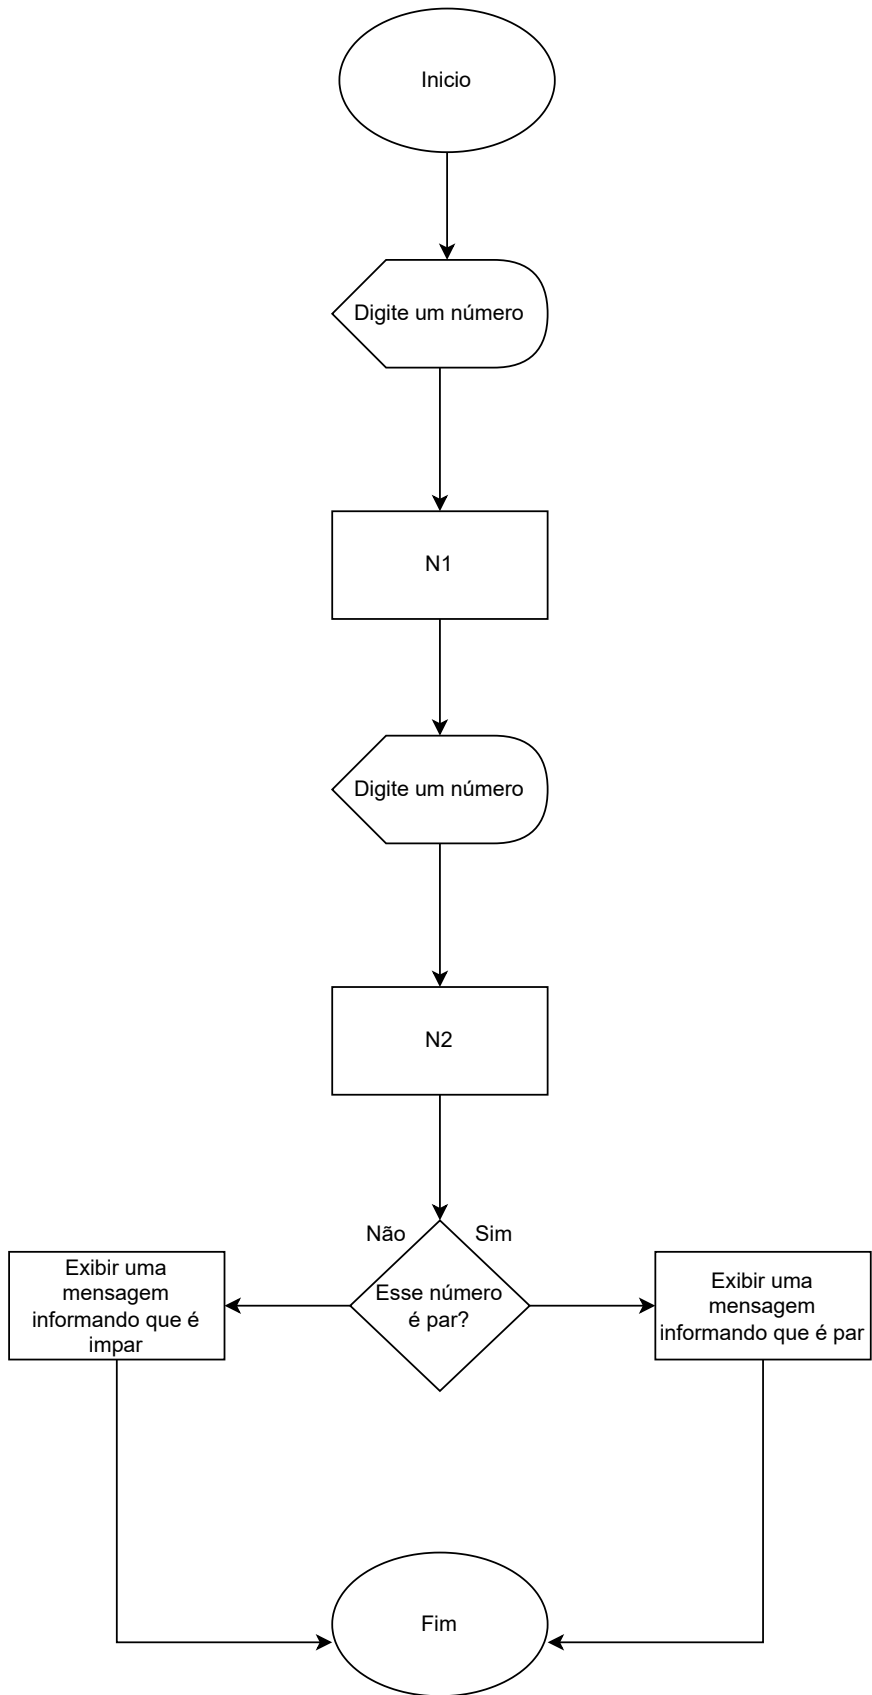 Inicio
Digite um número
N1
Digite um número
N2
Não
Sim
Exibir uma
mensagem
informando que é
impar
Esse número
é par?
Exibir uma
mensagem
informando que é par
Fim